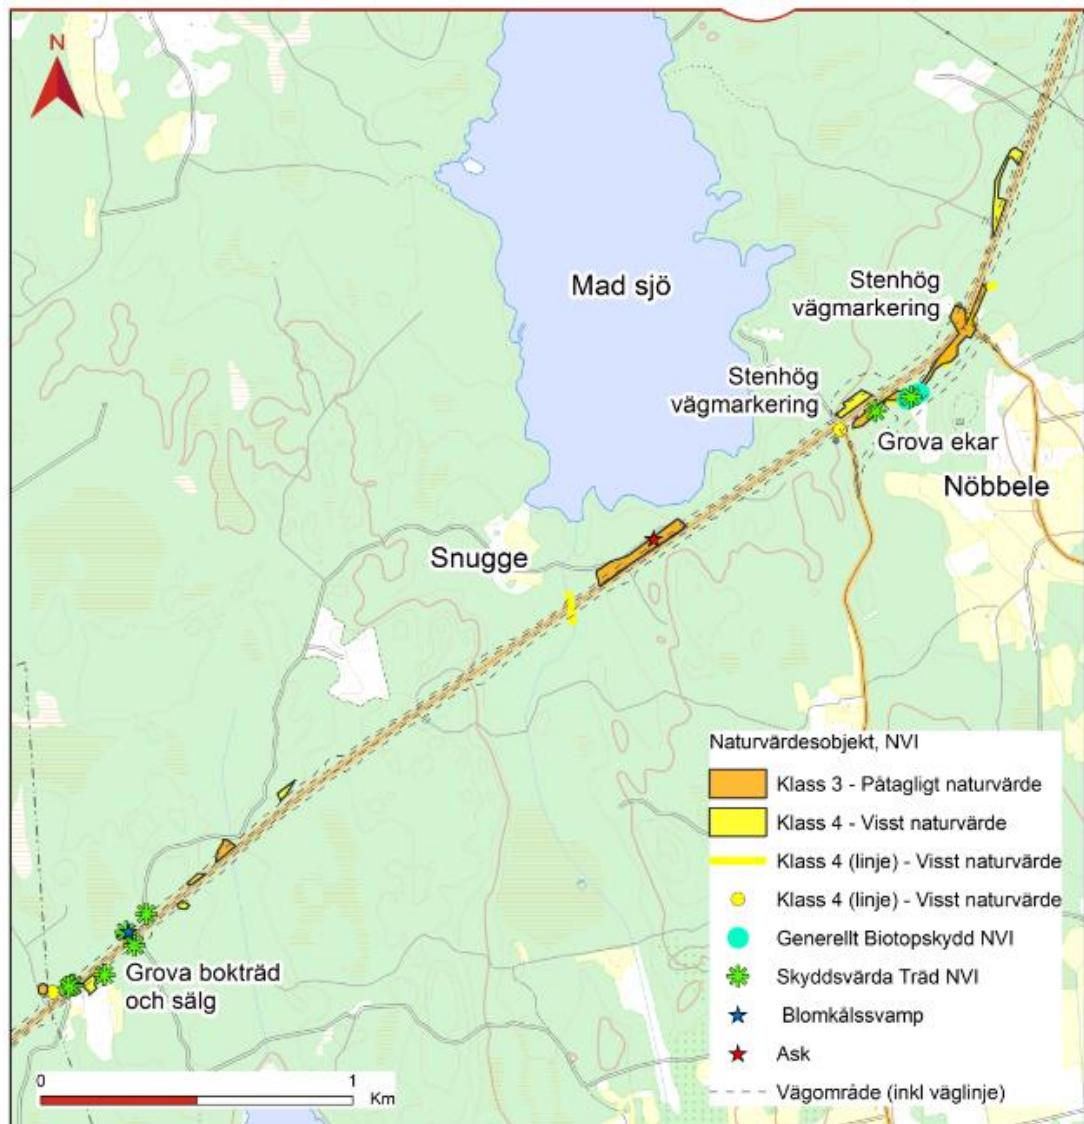 N
Mad sjö
Stenhög
vägmarkering
Stenhög
vägmarkering
Grova ekar
Nöbbele
Snugge
Grova bokträd
och sälg
Naturvärdesobjekt, NVI
Klass 3 - Påtagligt naturvärde
Klass 4 - Visst naturvärde
Klass 4 (linje) - Visst naturvärde
Klass 4 (linje) - Visst naturvärde
Generellt Biotopskydd NVI
Skyddsvärda Träd NVI
Blomkålssvamp
Ask
Vägområde (inkl väglinje)
0 1
Km